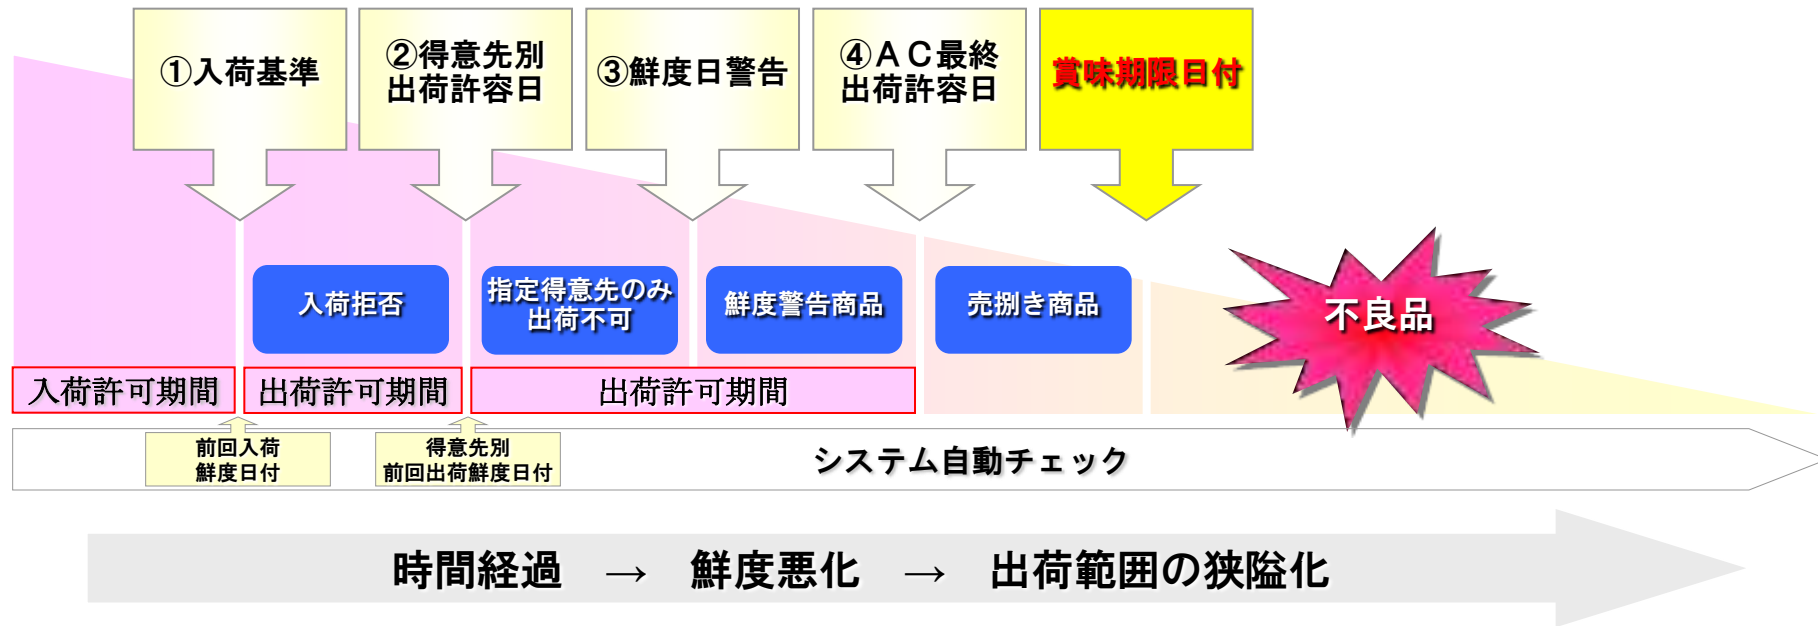 ①入荷基準
②得意先別
出荷許容日
③鮮度日警告
④ＡＣ最終
出荷許容日
賞味期限日付
入荷拒否
指定得意先のみ
出荷不可
鮮度警告商品
売捌き商品
不良品
入荷許可期間
出荷許可期間
出荷許可期間
前回入荷
鮮度日付
得意先別
前回出荷鮮度日付
システム自動チェック
時間経過 → 鮮度悪化 → 出荷範囲の狭隘化